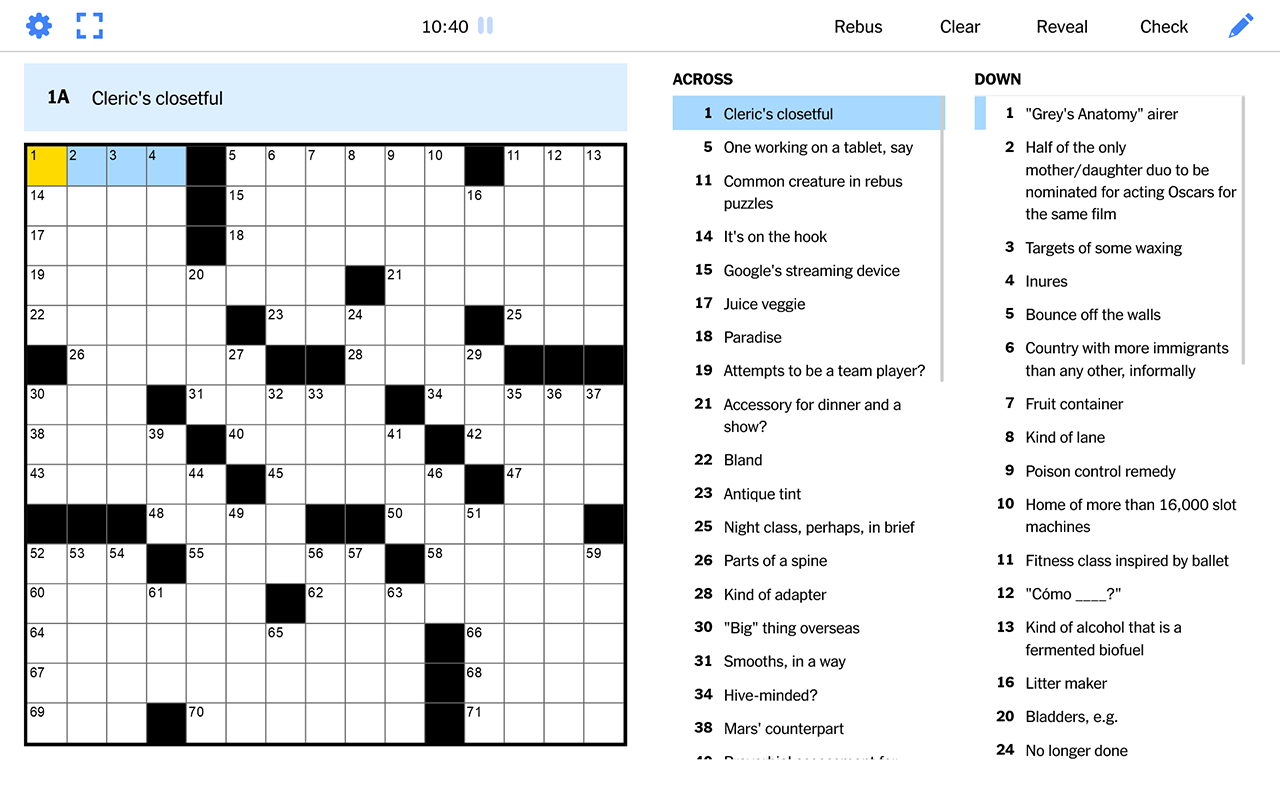 10:40
Rebus
Clear
Reveal
Check
1A Cleric's closetful
1 2 3 4 5 6 7 8 9 10 11 12 13
14 15 16
17 18
19 20 21
22 23 24 25
26 27 28 29
30 31 32 33 34 35 36 37
38 39 40 41 42
43 44 45 46 47
48 49 50 51
52 53 54 55 56 57 58 59
60 61 62 63
64 65 66
67 68
69 70 71
ACROSS
1 Cleric's closetful
5 One working on a tablet, say
11 Common creature in rebus
puzzles
14 It's on the hook
15 Google's streaming device
17 Juice veggie
18 Paradise
19 Attempts to be a team player?
21 Accessory for dinner and a
show?
22 Bland
23 Antique tint
25 Night class, perhaps, in brief
26 Parts of a spine
28 Kind of adapter
30 "Big" thing overseas
31 Smooths, in a way
34 Hive-minded?
38 Mars' counterpart
DOWN
1 "Grey's Anatomy" airer
2 Half of the only
mother/daughter duo to be
nominated for acting Oscars for
the same film
3 Targets of some waxing
4 Inures
5 Bounce off the walls
6 Country with more immigrants
than any other, informally
7 Fruit container
8 Kind of lane
9 Poison control remedy
10 Home of more than 16,000 slot
machines
11 Fitness class inspired by ballet
12 "Cómo ____?"
13 Kind of alcohol that is a
fermented biofuel
16 Litter maker
20 Bladders, e.g.
24 No longer done